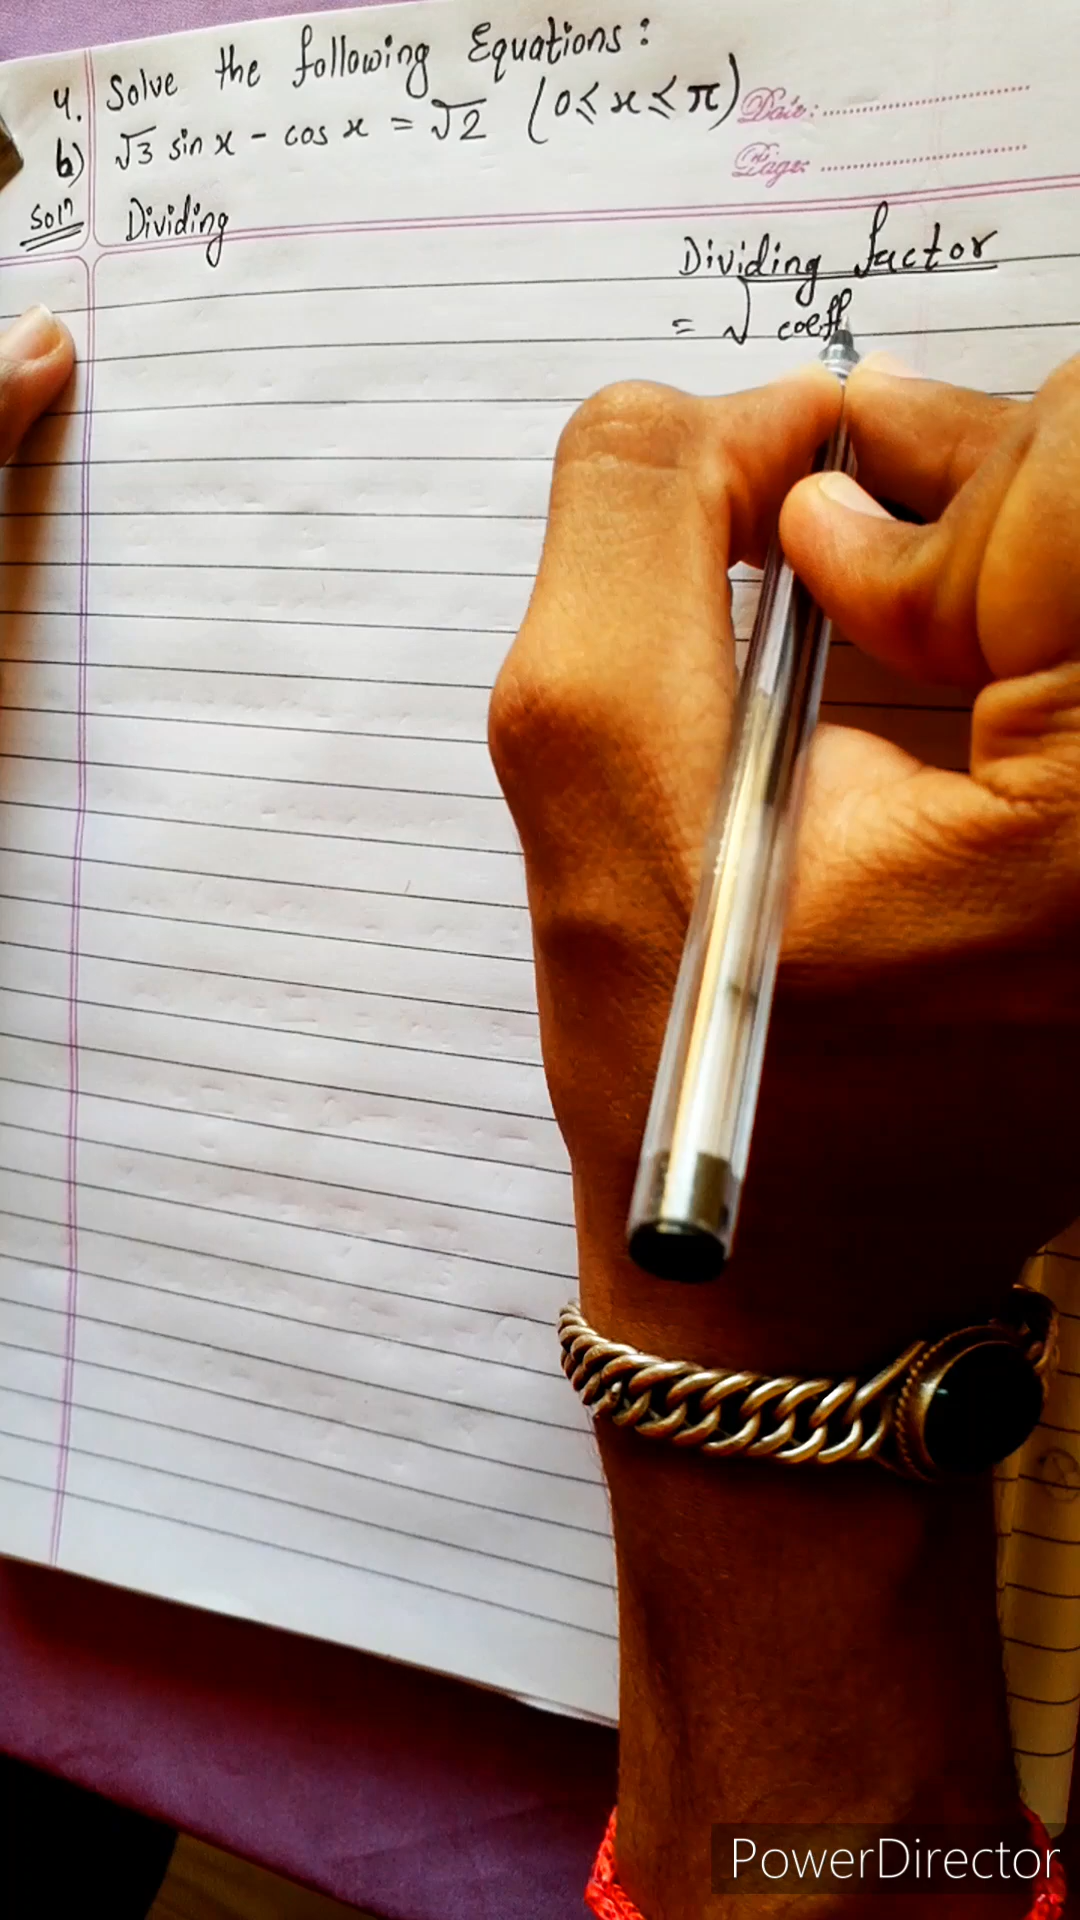 4. Solve the following Equations:
b) √3 sin x - cos x = √2 (0≤x≤π)
Date:
Page:
Solⁿ Dividing
Dividing factor
= √ coeff
PowerDirector